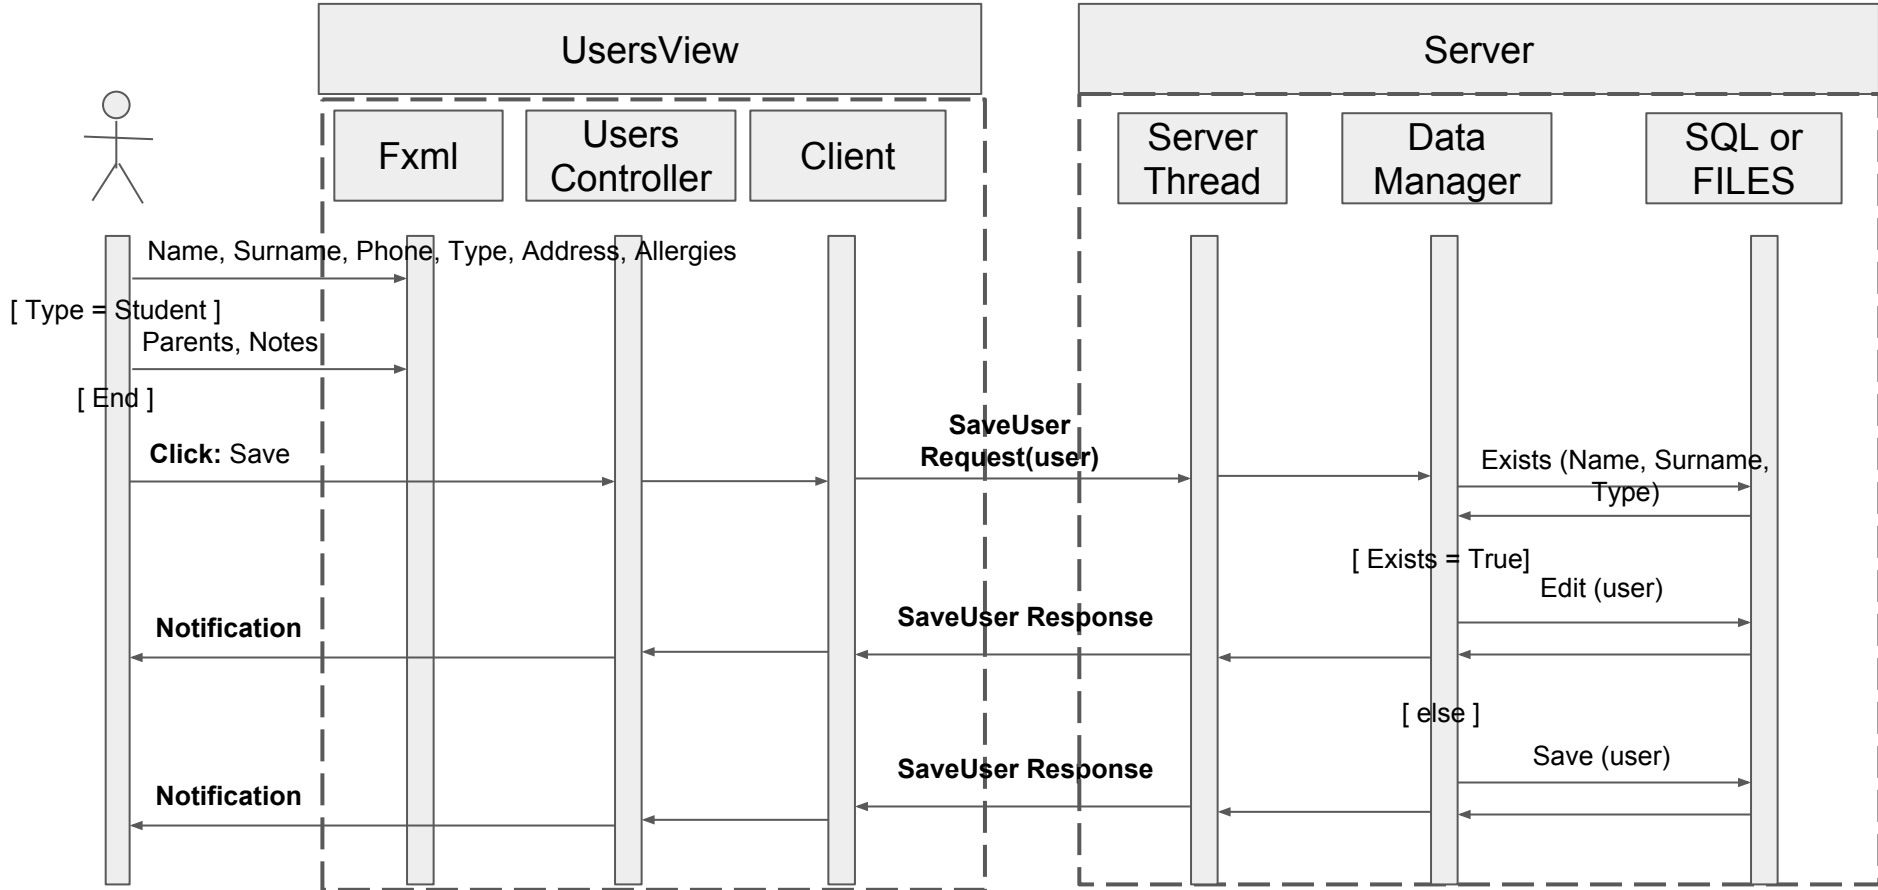 UsersView
Server
Fxml
Users
Controller
Client
Server
Thread
Data
Manager
SQL or
FILES
Name, Surname, Phone, Type, Address, Allergies
[ Type = Student ]
Parents, Notes
[ End ]
Click: Save
SaveUser
Request(user)
Exists (Name, Surname,
Type)
[ Exists = True]
Edit (user)
Notification
SaveUser Response
[ else ]
Save (user)
Notification
SaveUser Response